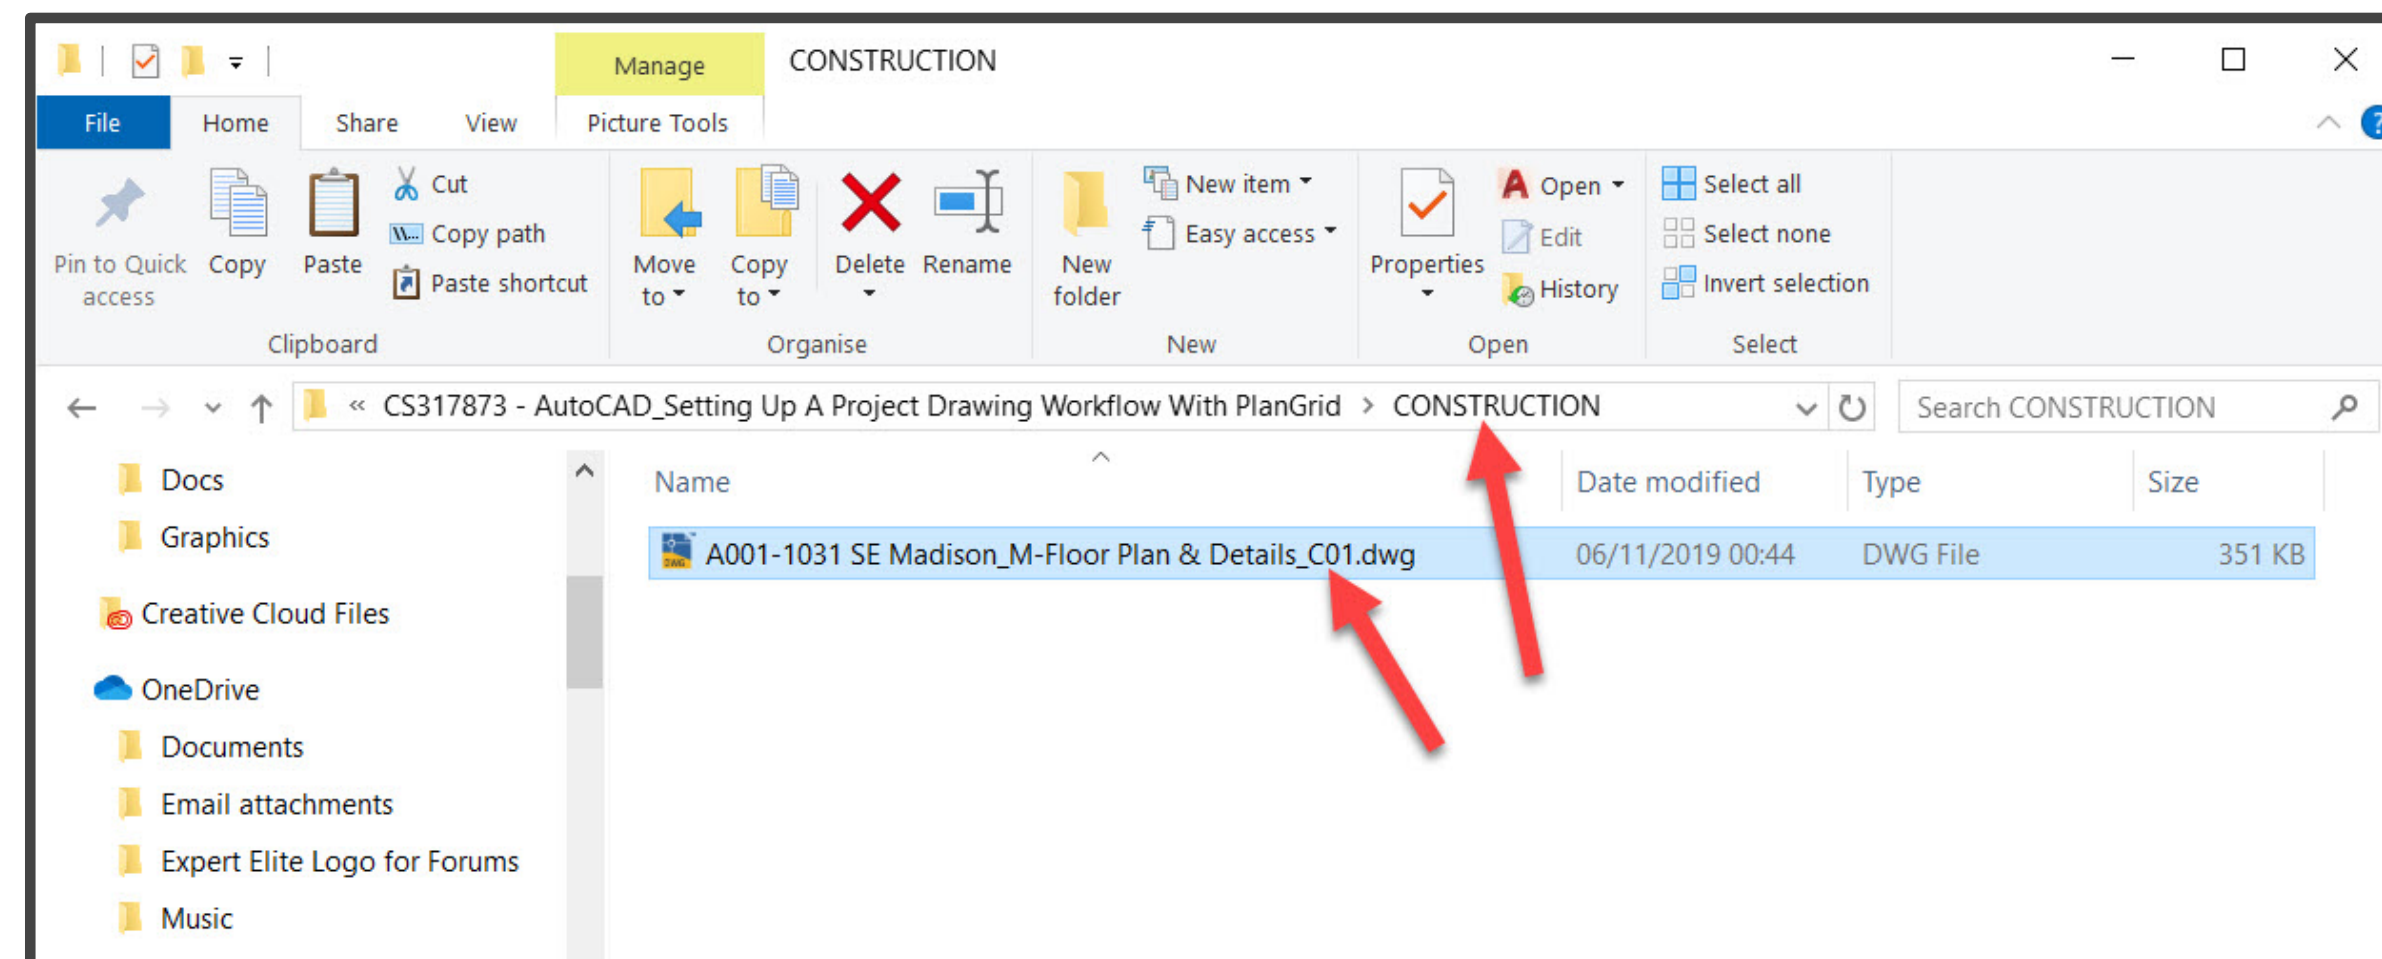 Manage CONSTRUCTION
File Home Share View Picture Tools ?
Pin to Quick access
Copy
Paste
Cut
Copy path
Paste shortcut
Clipboard
Move to
Copy to
Delete
Rename
Organise
New folder
New item
Easy access
New
Properties
Open
Edit
History
Open
Select all
Select none
Invert selection
Select
« CS317873 - AutoCAD_Setting Up A Project Drawing Workflow With PlanGrid > CONSTRUCTION
Search CONSTRUCTION
Docs
Graphics
Creative Cloud Files
OneDrive
Documents
Email attachments
Expert Elite Logo for Forums
Music
Name Date modified Type Size
A001-1031 SE Madison_M-Floor Plan & Details_C01.dwg 06/11/2019 00:44 DWG File 351 KB